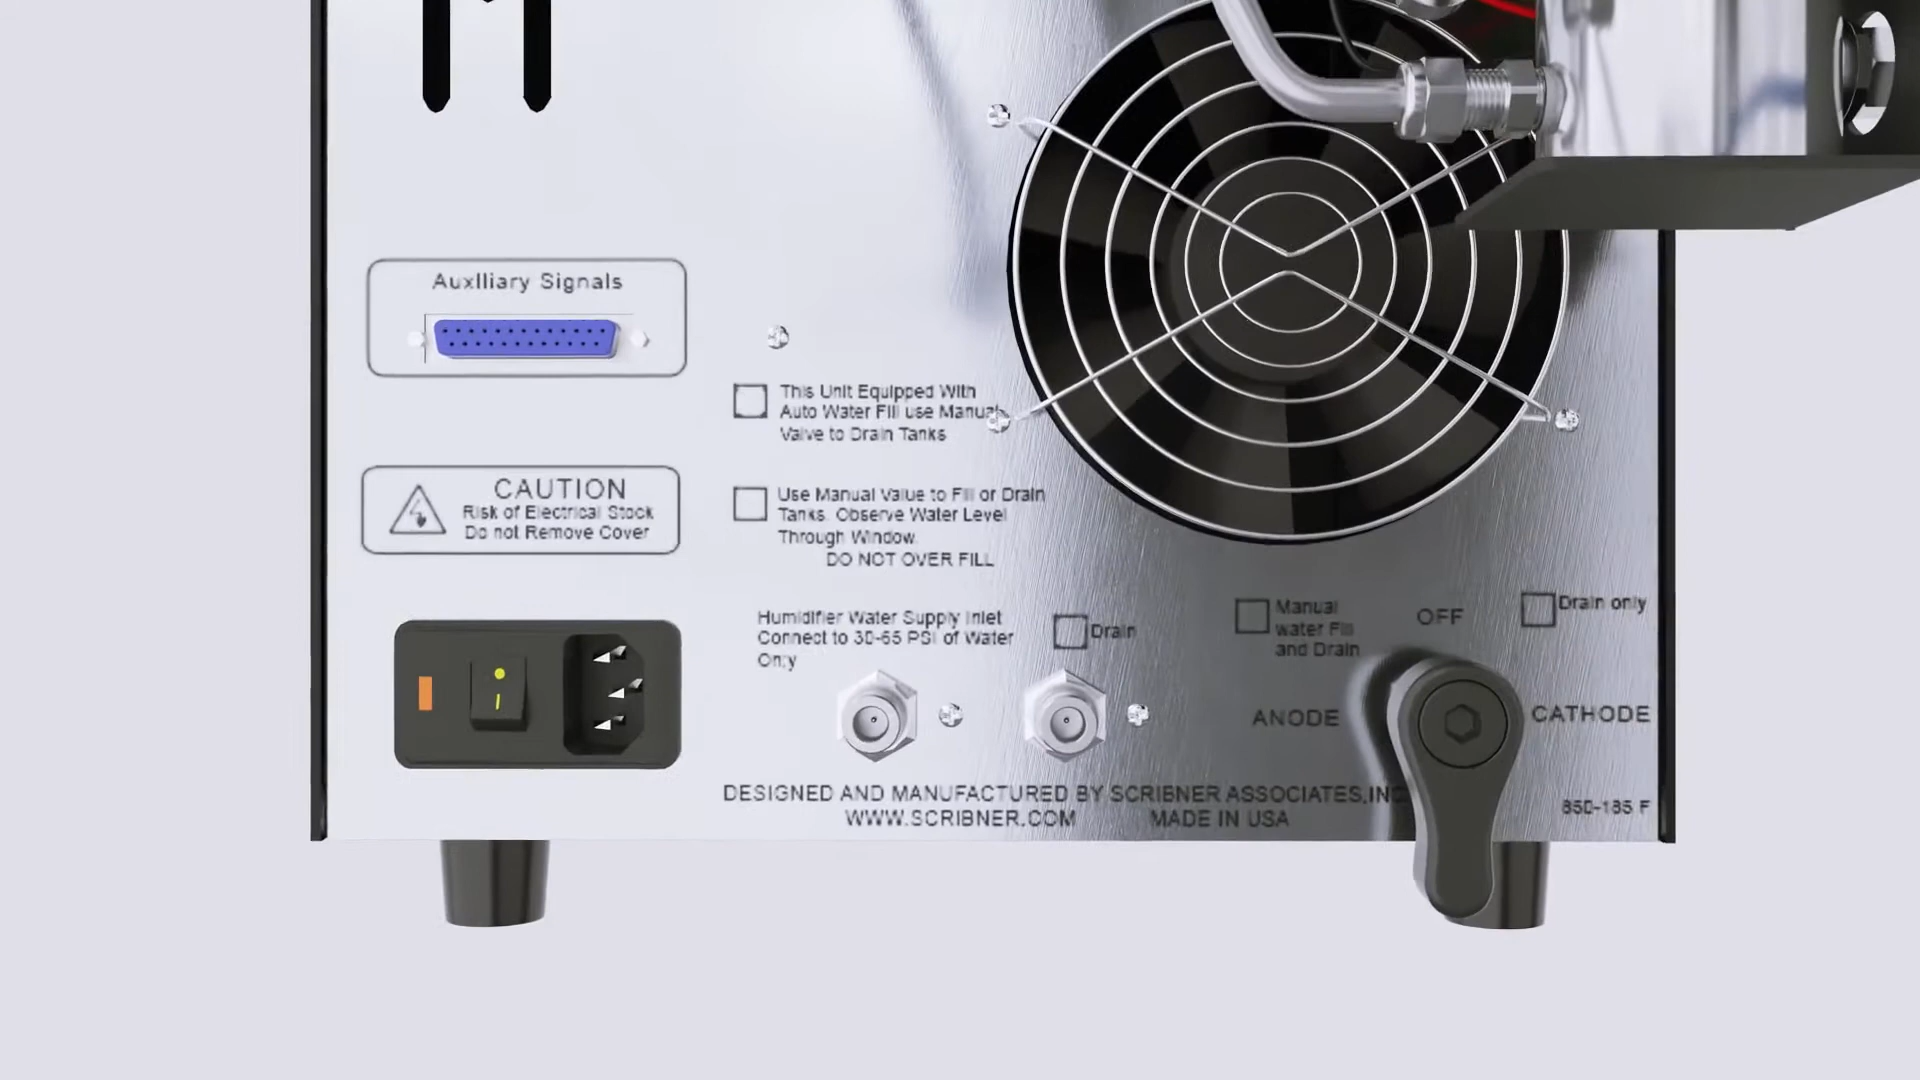 Auxlliary Signals
This Unit Equipped With
Auto Water Fill use Manual
Valve to Drain Tanks
CAUTION
Risk of Electrical Stock
Do not Remove Cover
Use Manual Value to Fill or Drain
Tanks. Observe Water Level
Through Window.
DO NOT OVER FILL
Humidifier Water Supply Inlet
Connect to 30-65 PSI of Water
Only
Drain
Manual
water Fill
and Drain
OFF
Drain only
ANODE
CATHODE
DESIGNED AND MANUFACTURED BY SCRIBNER ASSOCIATES,INC
WWW.SCRIBNER.COM MADE IN USA
850-185 F